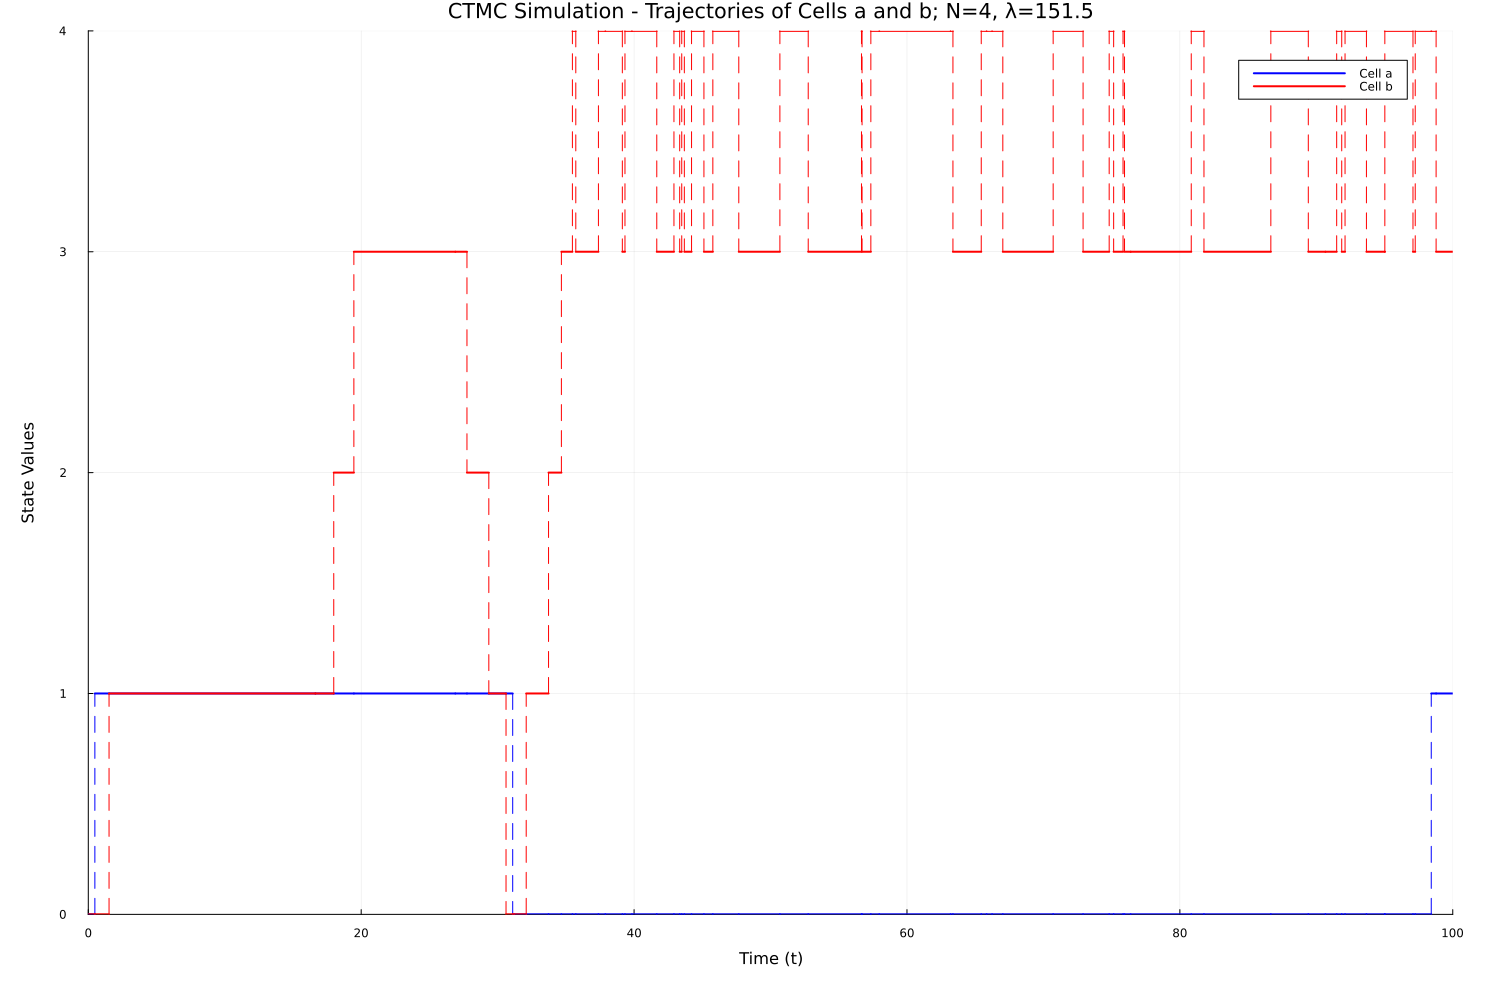 CTMC Simulation - Trajectories of Cells a and b; N=4, λ=151.5
4
Cell a
Cell b
3
State Values
2
1
0
0 20 40 60 80 100
Time (t)